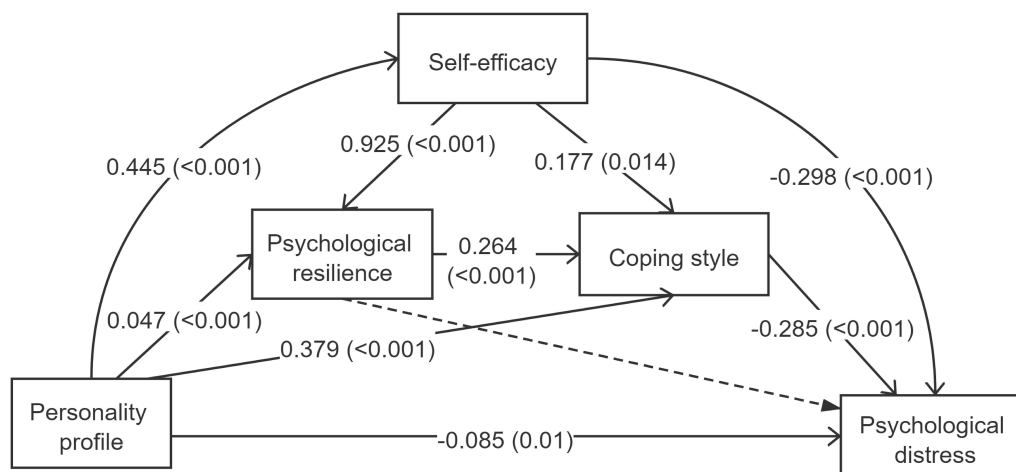 Self-efficacy
0.925 (<0.001)
0.445 (<0.001)
0.177 (0.014)
-0.298 (<0.001)
Psychological
resilience
0.264
(<0.001)
Coping style
0.047 (<0.001)
0.379 (<0.001)
-0.285 (<0.001)
Personality
profile
-0.085 (0.01)
Psychological
distress